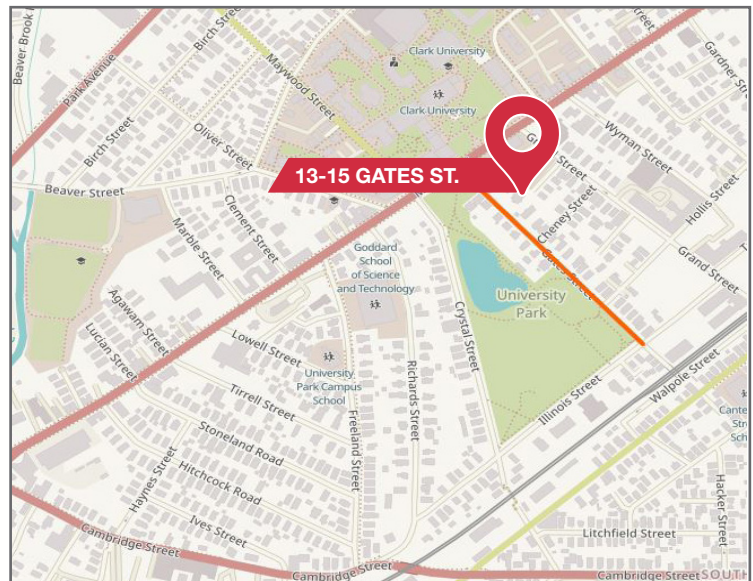 Beaver Brook
Park Avenue
Birch Street
Maywood Street
Clark University
Clark University
Gardner
Birch Street
Oliver Street
Wyman Street
Hollis Street
13-15 GATES ST.
Beaver Street
Cheney Street
Marble Street
Clement Street
Goddard
School
of Science
and Technology
Gates Street
Grand Street
University
Park
Crystal Street
Agawam Street
Lucian Street
Lowell Street
University
Park Campus
School
Tirrell Street
Richards Street
Freeland Street
Illinois Street
Walpole Street
Stoneland Road
Haynes Street
Hitchcock Road
Ives Street
Hacker Street
Litchfield Street
Cambridge Street
Cambridge Street
Cambridge Street
SOUTH